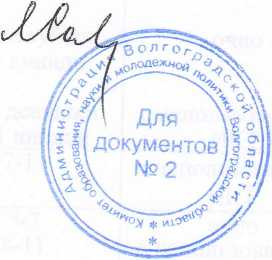 Администрация Волгоградской области
Комитет образования, науки и молодежной политики Волгоградской области
Для
документов
№ 2